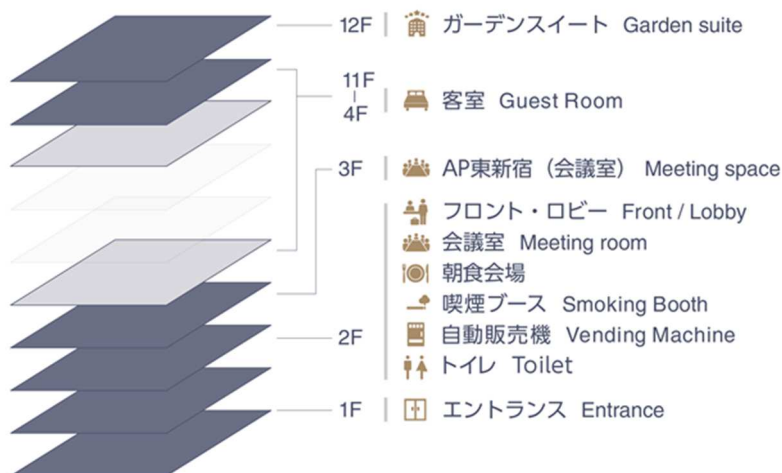 12F ガーデンスイート Garden suite
11F
4F
客室 Guest Room
3F AP東新宿（会議室） Meeting space
フロント・ロビー Front / Lobby
会議室 Meeting room
朝食会場
喫煙ブース Smoking Booth
2F 自動販売機 Vending Machine
トイレ Toilet
1F エントランス Entrance